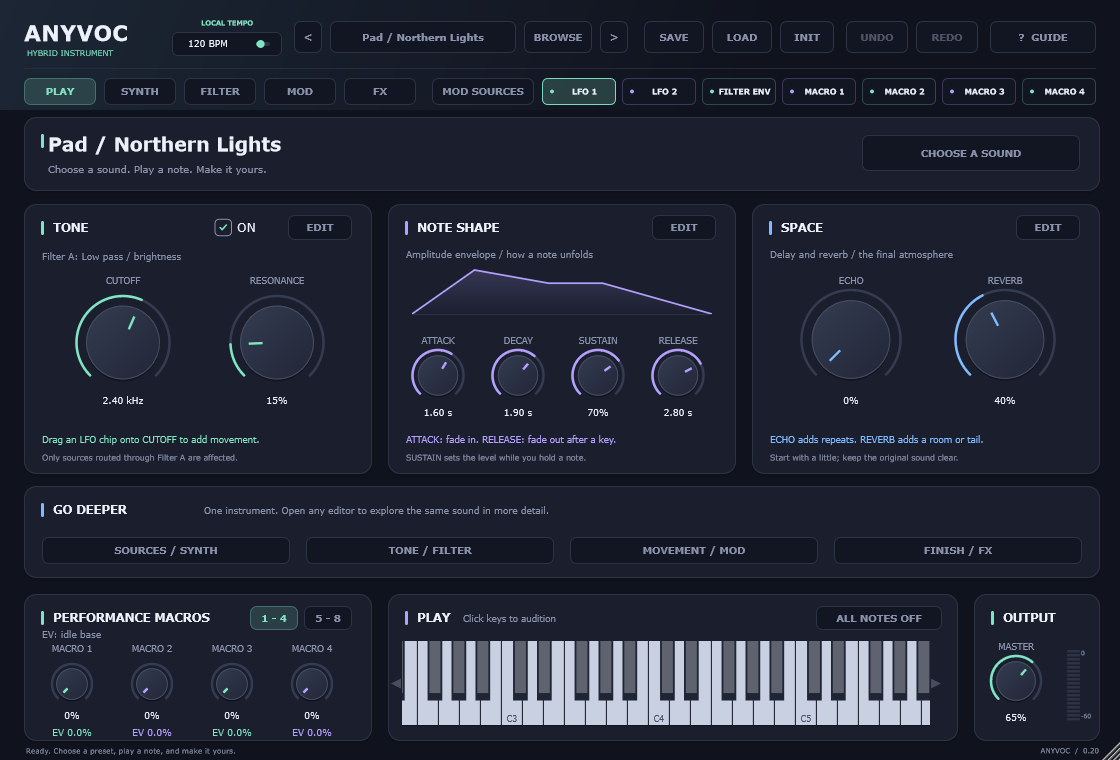 ANYVOC
HYBRID INSTRUMENT
LOCAL TEMPO
120 BPM
<
Pad / Northern Lights
BROWSE
>
SAVE
LOAD
INIT
UNDO
REDO
? GUIDE
PLAY
SYNTH
FILTER
MOD
FX
MOD SOURCES
LFO 1
LFO 2
FILTER ENV
MACRO 1
MACRO 2
MACRO 3
MACRO 4
Pad / Northern Lights
Choose a sound. Play a note. Make it yours.
CHOOSE A SOUND
TONE
ON
EDIT
Filter A: Low pass / brightness
CUTOFF
RESONANCE
2.40 kHz
15%
Drag an LFO chip onto CUTOFF to add movement.
Only sources routed through Filter A are affected.
NOTE SHAPE
EDIT
Amplitude envelope / how a note unfolds
ATTACK
DECAY
SUSTAIN
RELEASE
1.60 s
1.90 s
70%
2.80 s
ATTACK: fade in. RELEASE: fade out after a key.
SUSTAIN sets the level while you hold a note.
SPACE
EDIT
Delay and reverb / the final atmosphere
ECHO
REVERB
0%
40%
ECHO adds repeats. REVERB adds a room or tail.
Start with a little; keep the original sound clear.
GO DEEPER
One instrument. Open any editor to explore the same sound in more detail.
SOURCES / SYNTH
TONE / FILTER
MOVEMENT / MOD
FINISH / FX
PERFORMANCE MACROS
1 - 4
5 - 8
EV: idle base
MACRO 1
MACRO 2
MACRO 3
MACRO 4
0%
0%
0%
0%
EV 0.0%
EV 0.0%
EV 0.0%
EV 0.0%
PLAY
Click keys to audition
ALL NOTES OFF
C3
C4
C5
OUTPUT
MASTER
0
-60
65%
Ready. Choose a preset, play a note, and make it yours.
ANYVOC / 0.20